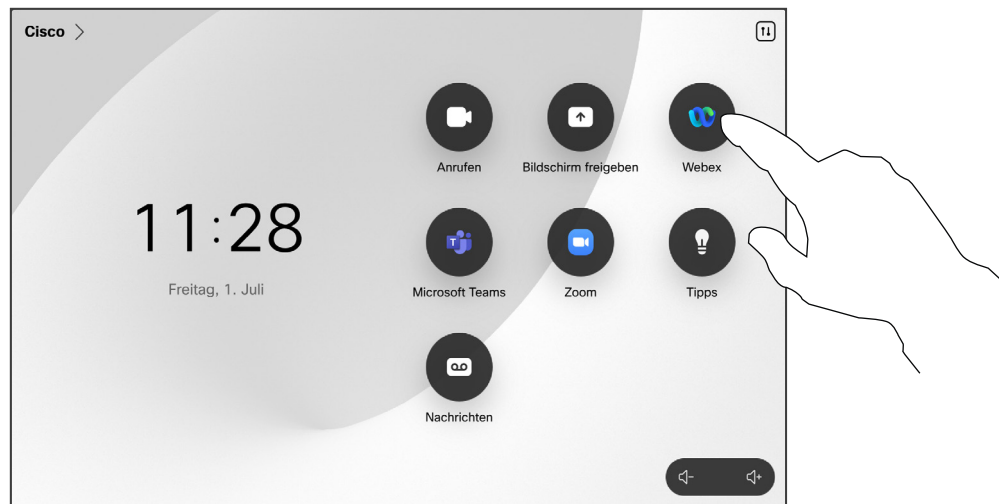 Cisco
11:28
Freitag, 1. Juli
Anrufen
Bildschirm freigeben
Webex
Microsoft Teams
Zoom
Tipps
Nachrichten